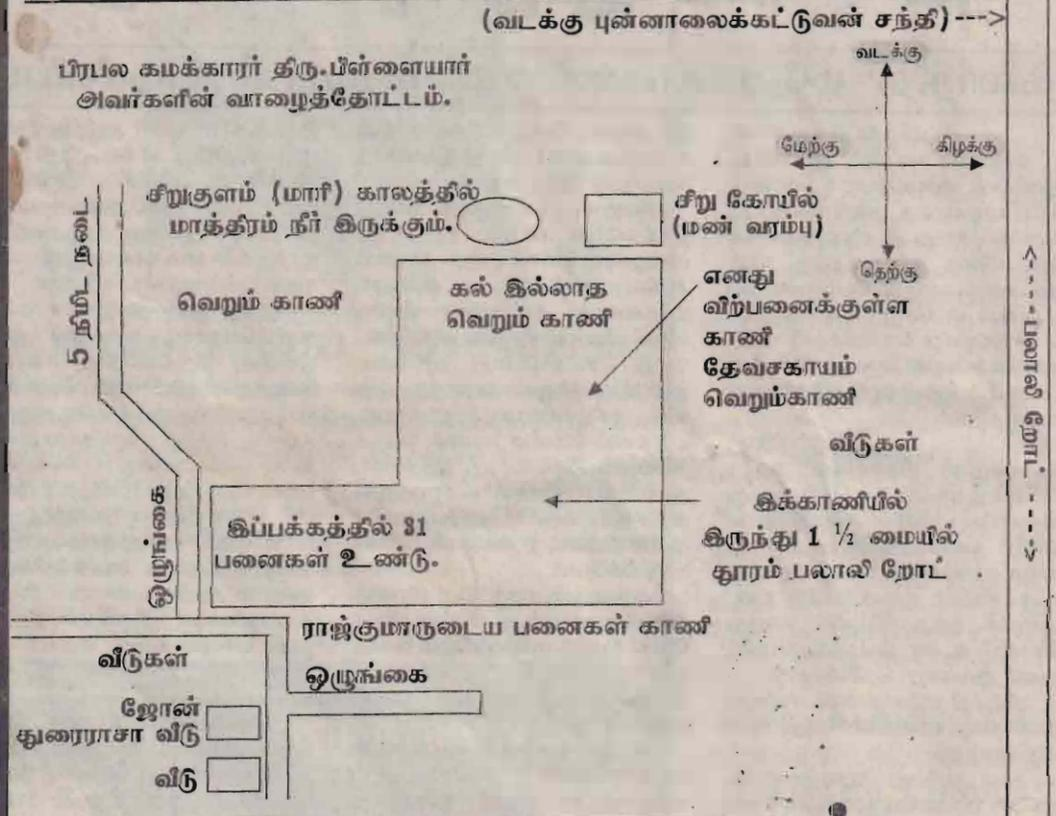 (வடக்கு புன்னாலைக்கட்டுவன் சந்தி)--->
பிரபல கமக்காரர் திரு.பிள்ளையார்
அவர்களின் வாழைத்தோட்டம்.
வடக்கு
மேற்கு
கிழக்கு
தெற்கு
5 நிமிட நடை
சிறுகுளம் (மாரி) காலத்தில்
மாத்திரம் நீர் இருக்கும்.
சிறு கோயில்
(மண் வரம்பு)
வெறும் காணி
கல் இல்லாத
வெறும் காணி
எனது
விற்பனைக்குள்ள
காணி
தேவசகாயம்
வெறும்காணி
வீடுகள்
<----பலாலி றோட்---->
ஒழுங்கை
இப்பக்கத்தில் 31
பனைகள் உண்டு.
இக்காணியில்
இருந்து 1 ½ மையில்
தூரம் பலாலி றோட்
ராஜ்குமாருடைய பனைகள் காணி
வீடுகள்
ஒழுங்கை
ஜோன்
துரைராசா வீடு
வீடு